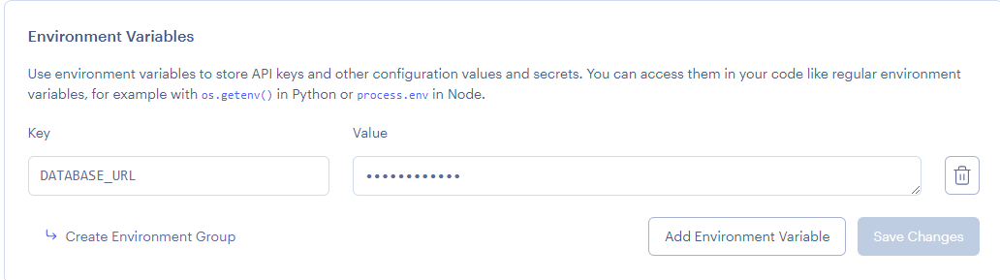 Environment Variables
Use environment variables to store API keys and other configuration values and secrets. You can access them in your code like regular environment
variables, for example with os.getenv() in Python or process.env in Node.
Key Value
DATABASE_URL ••••••••••••
Create Environment Group Add Environment Variable Save Changes